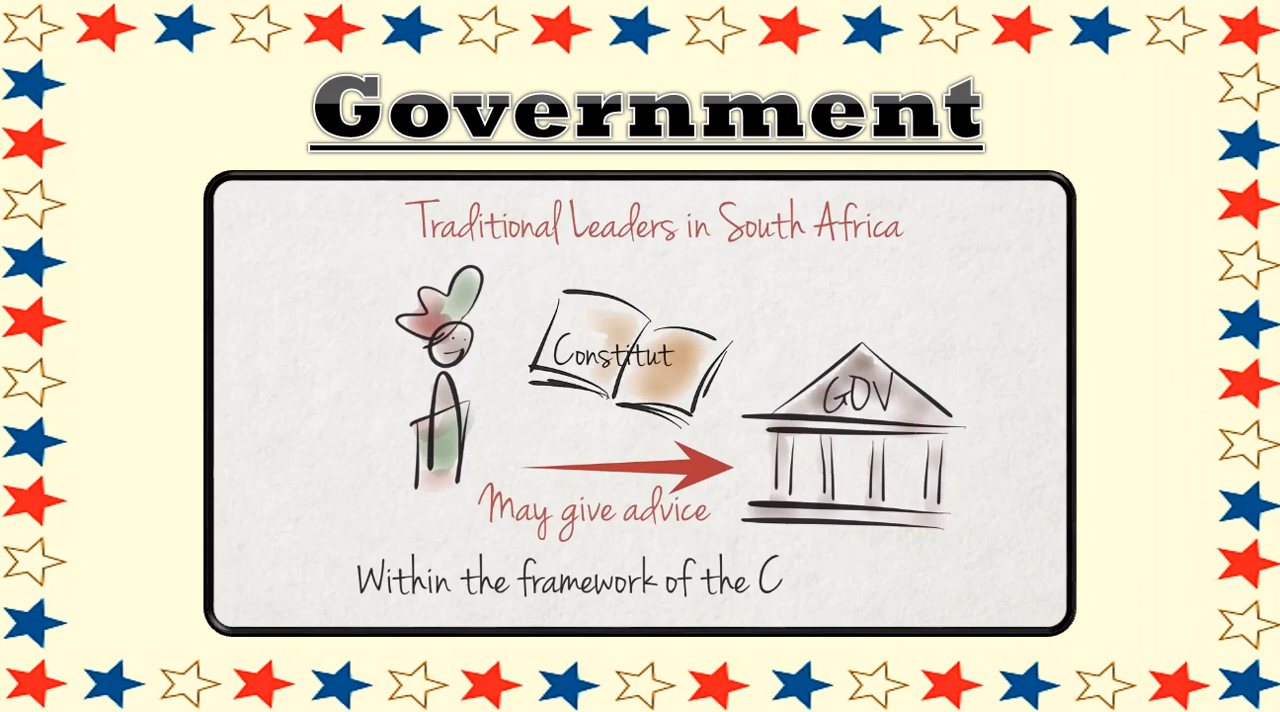 Government
Traditional Leaders in South Africa
Constitut
GOV
May give advice
Within the framework of the C